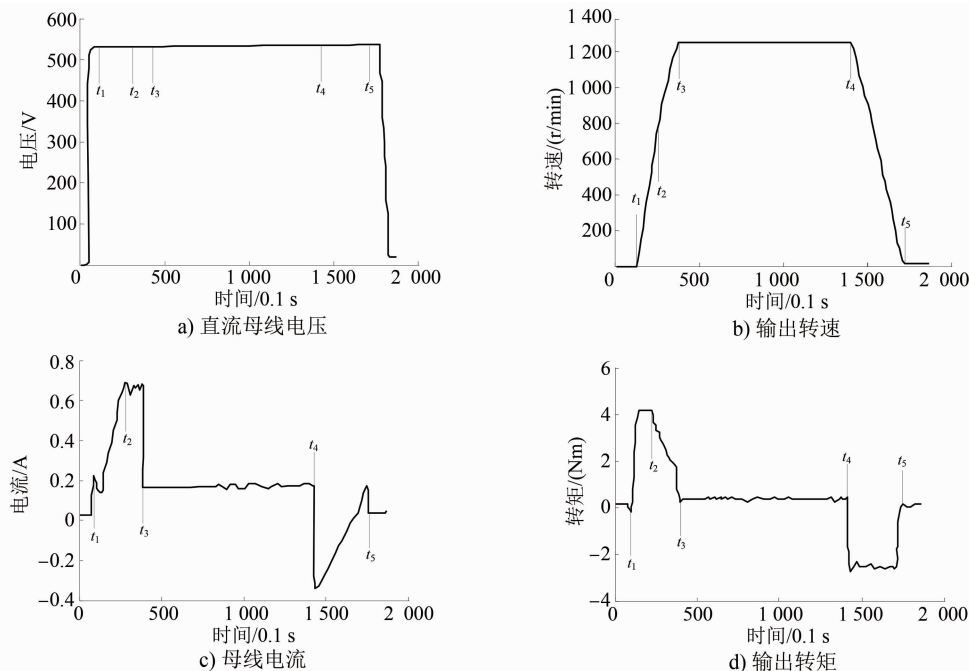 600
500
400
300
200
100
0
500
1 000
1 500
2 000
电压/V
t1
t2
t3
t4
t5
时间/0.1 s
a) 直流母线电压
1 400
1 200
1 000
800
600
400
200
0
500
1 000
1 500
2 000
转速/(r/min)
t1
t2
t3
t4
t5
时间/0.1 s
b) 输出转速
0.8
0.6
0.4
0.2
0
−0.2
−0.4
0
500
1 000
1 500
2 000
电流/A
t1
t2
t3
t4
t5
时间/0.1 s
c) 母线电流
6
4
2
0
−2
−4
0
500
1 000
1 500
2 000
转矩/(Nm)
t1
t2
t3
t4
t5
时间/0.1 s
d) 输出转矩